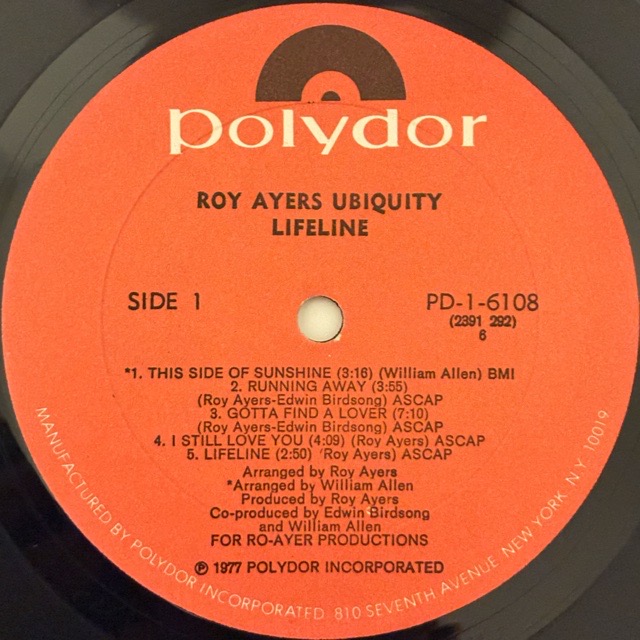 polydor
ROY AYERS UBIQUITY
LIFELINE
SIDE 1
PD-1-6108
(2391 292)
6
*1. THIS SIDE OF SUNSHINE (3:16) (William Allen) BMI
2. RUNNING AWAY (3:55)
(Roy Ayers-Edwin Birdsong) ASCAP
3. GOTTA FIND A LOVER (7:10)
(Roy Ayers-Edwin Birdsong) ASCAP
4. I STILL LOVE YOU (4:09) (Roy Ayers) ASCAP
5. LIFELINE (2:50) (Roy Ayers) ASCAP
Arranged by Roy Ayers
*Arranged by William Allen
Produced by Roy Ayers
Co-produced by Edwin Birdsong
and William Allen
FOR RO-AYER PRODUCTIONS
℗ 1977 POLYDOR INCORPORATED
MANUFACTURED BY POLYDOR INCORPORATED. 810 SEVENTH AVENUE. NEW YORK. N.Y. 10019